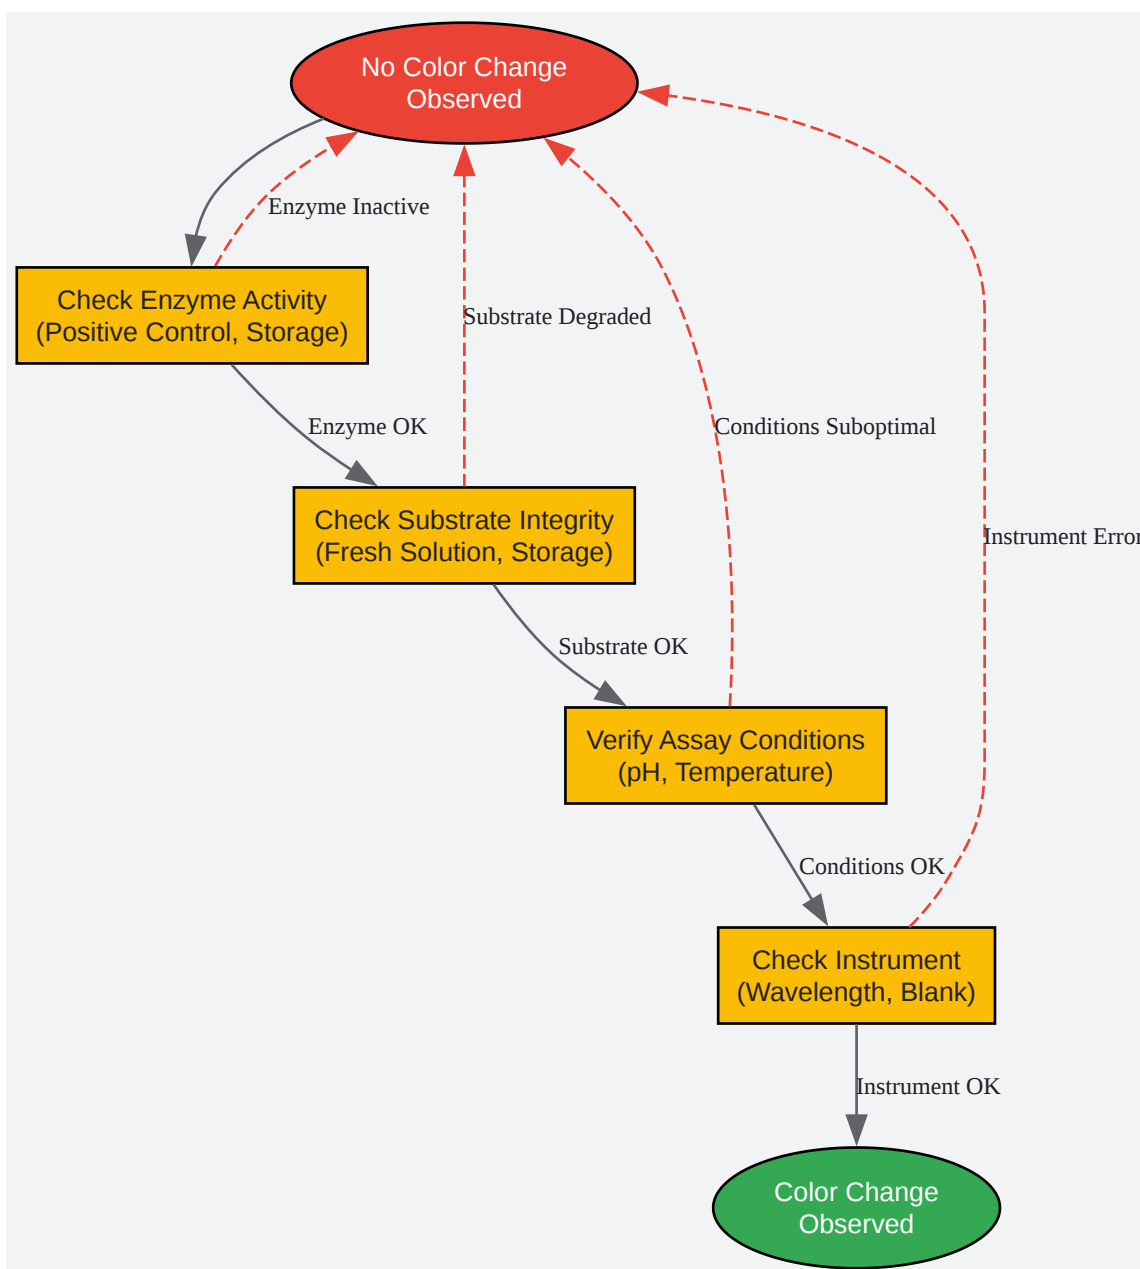 No Color Change
Observed
Enzyme Inactive
Check Enzyme Activity
(Positive Control, Storage)
Substrate Degraded
Enzyme OK
Conditions Suboptimal
Check Substrate Integrity
(Fresh Solution, Storage)
Instrument Error
Substrate OK
Verify Assay Conditions
(pH, Temperature)
Conditions OK
Check Instrument
(Wavelength, Blank)
Instrument OK
Color Change
Observed